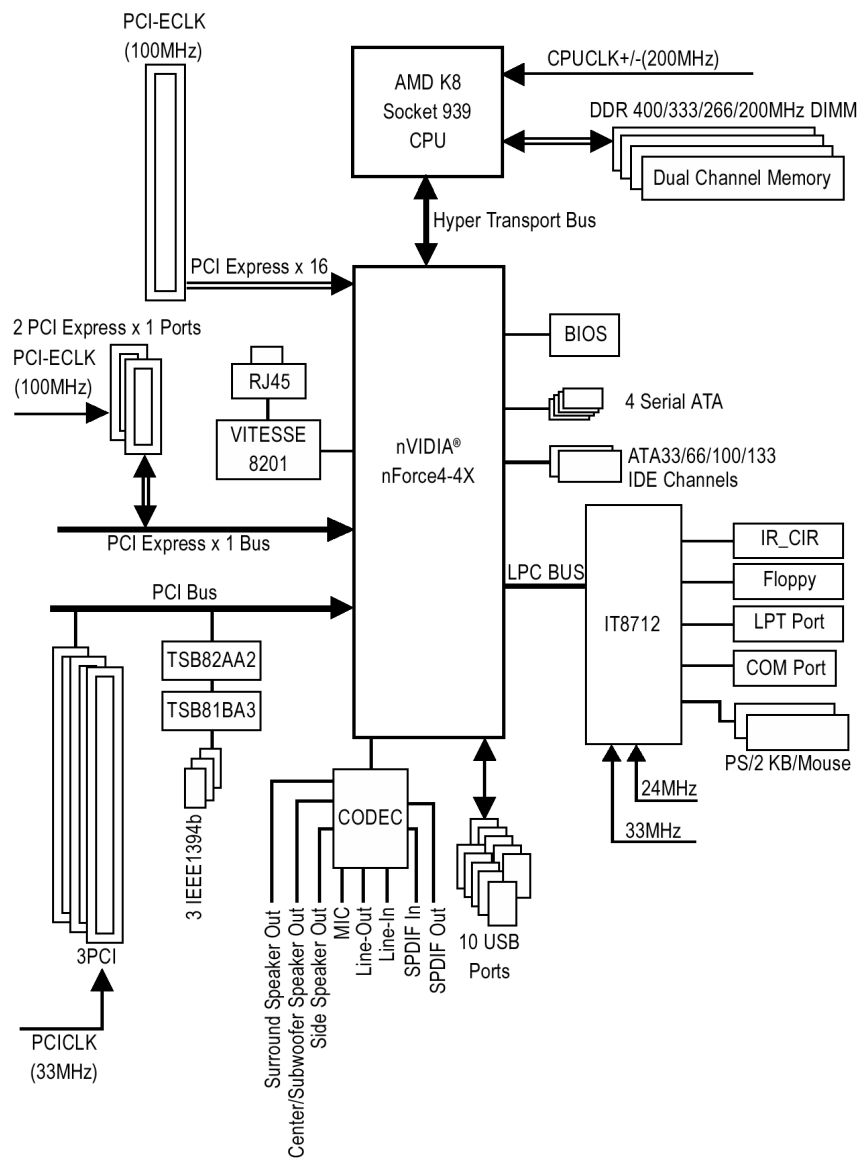 PCI-ECLK
(100MHz)
AMD K8
Socket 939
CPU
CPUCLK+/-(200MHz)
DDR 400/333/266/200MHz DIMM
Dual Channel Memory
Hyper Transport Bus
PCI Express x 16
2 PCI Express x 1 Ports
PCI-ECLK
(100MHz)
RJ45
VITESSE
8201
nVIDIA®
nForce4-4X
BIOS
4 Serial ATA
ATA33/66/100/133
IDE Channels
PCI Express x 1 Bus
LPC BUS
IT8712
IR_CIR
Floppy
LPT Port
COM Port
PS/2 KB/Mouse
24MHz
33MHz
PCI Bus
TSB82AA2
TSB81BA3
3 IEEE1394b
3PCI
PCICLK
(33MHz)
CODEC
Surround Speaker Out
Center/Subwoofer Speaker Out
Side Speaker Out
MIC
Line-Out
Line-In
SPDIF In
SPDIF Out
10 USB
Ports